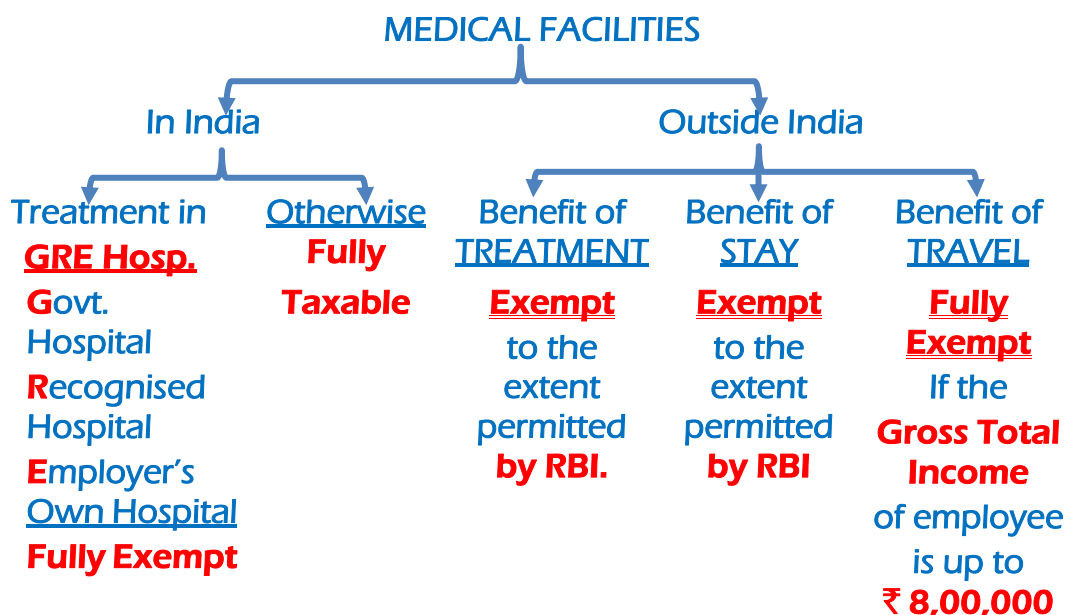 MEDICAL FACILITIES
In India
Outside India
Treatment in
GRE Hosp.
Govt.
Hospital
Recognised
Hospital
Employer's
Own Hospital
Fully Exempt
Otherwise
Fully
Taxable
Benefit of
TREATMENT
Exempt
to the
extent
permitted
by RBI.
Benefit of
STAY
Exempt
to the
extent
permitted
by RBI
Benefit of
TRAVEL
Fully
Exempt
If the
Gross Total
Income
of employee
is up to
₹ 8,00,000